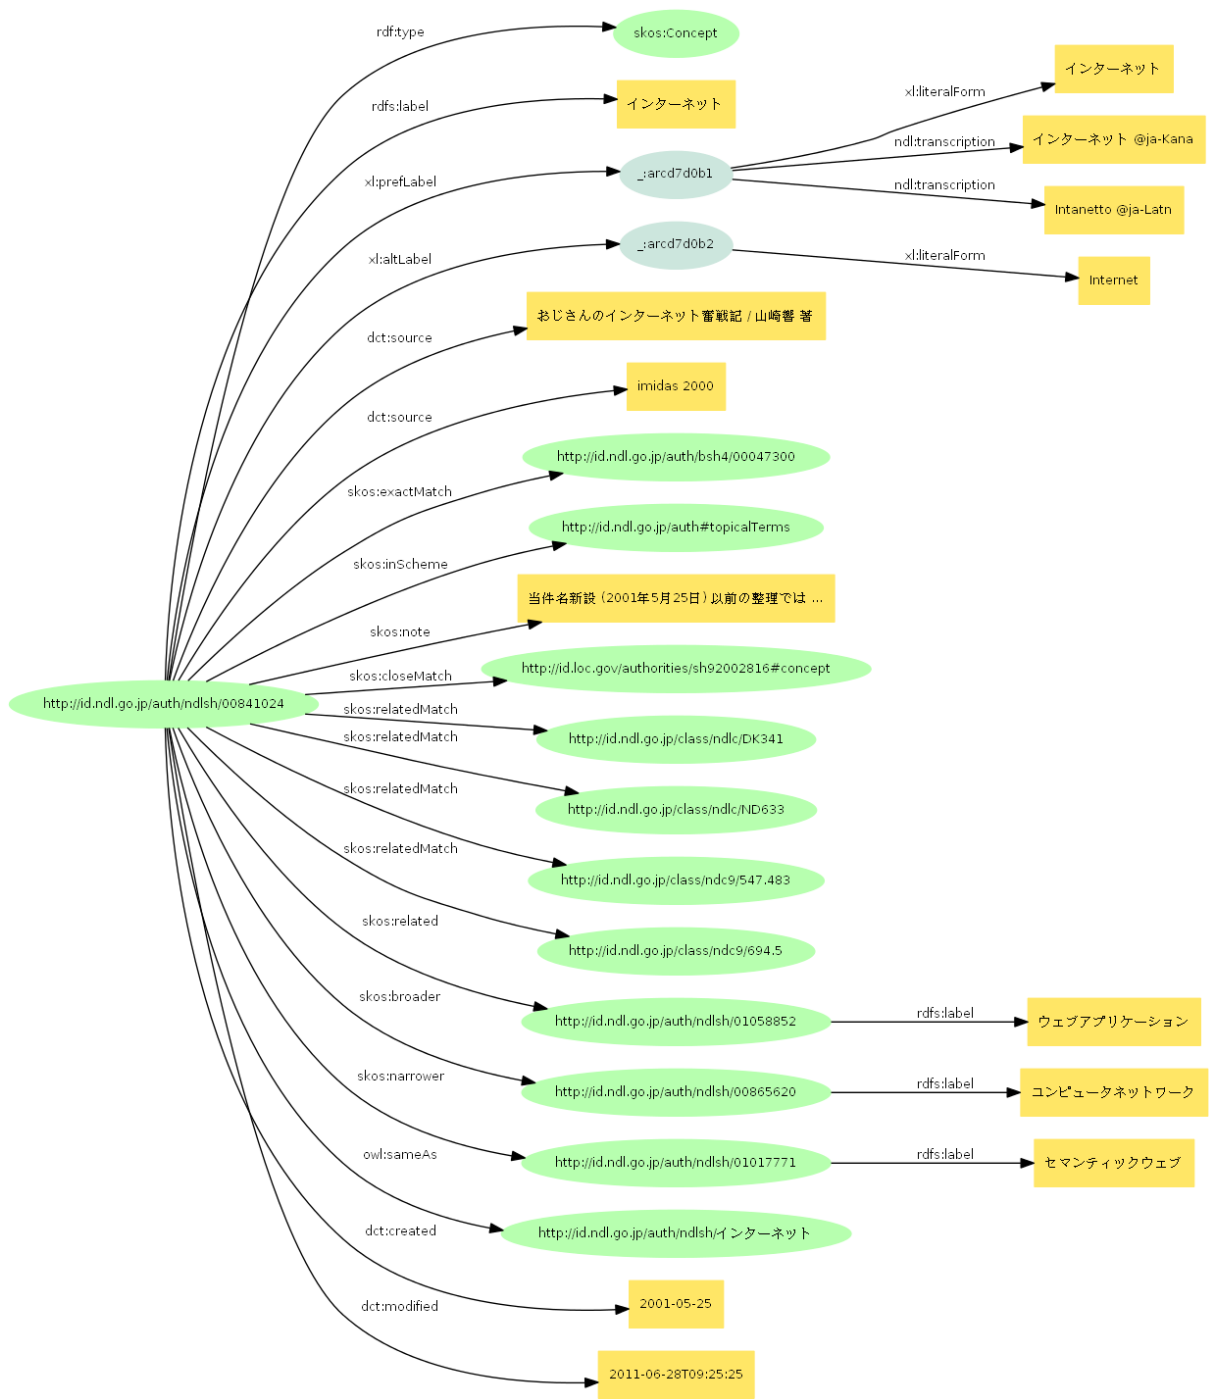 rdf:type
skos:Concept
rdfs:label
インターネット
xl:prefLabel
_:arcd7d0b1
xl:literalForm
インターネット
ndl:transcription
インターネット @ja-Kana
ndl:transcription
Intanetto @ja-Latn
xl:altLabel
_:arcd7d0b2
xl:literalForm
Internet
dct:source
おじさんのインターネット奮戦記 / 山崎響 著
dct:source
imidas 2000
skos:exactMatch
http://id.ndl.go.jp/auth/bsh4/00047300
skos:inScheme
http://id.ndl.go.jp/auth#topicalTerms
skos:note
当件名新設 (2001年5月25日) 以前の整理では ...
http://id.ndl.go.jp/auth/ndlsh/00841024
skos:closeMatch
http://id.loc.gov/authorities/sh92002816#concept
skos:relatedMatch
http://id.ndl.go.jp/class/ndlc/DK341
skos:relatedMatch
http://id.ndl.go.jp/class/ndlc/ND633
skos:relatedMatch
http://id.ndl.go.jp/class/ndc9/547.483
skos:relatedMatch
http://id.ndl.go.jp/class/ndc9/694.5
skos:related
http://id.ndl.go.jp/auth/ndlsh/01058852
rdfs:label
ウェブアプリケーション
skos:broader
http://id.ndl.go.jp/auth/ndlsh/00865620
rdfs:label
コンピュータネットワーク
skos:narrower
http://id.ndl.go.jp/auth/ndlsh/01017771
rdfs:label
セマンティックウェブ
owl:sameAs
http://id.ndl.go.jp/auth/ndlsh/インターネット
dct:created
2001-05-25
dct:modified
2011-06-28T09:25:25